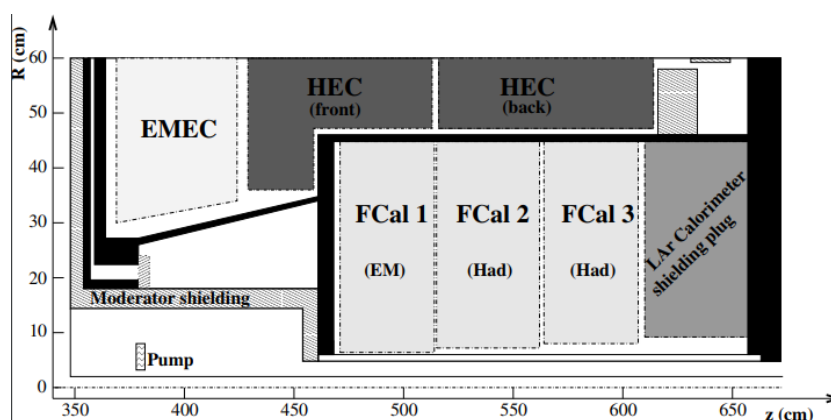 R (cm)
60
50
40
30
20
10
0
EMEC
HEC
(front)
HEC
(back)
FCal 1
(EM)
FCal 2
(Had)
FCal 3
(Had)
LAr Calorimeter
shielding plug
Moderator shielding
Pump
350
400
450
500
550
600
650
z (cm)